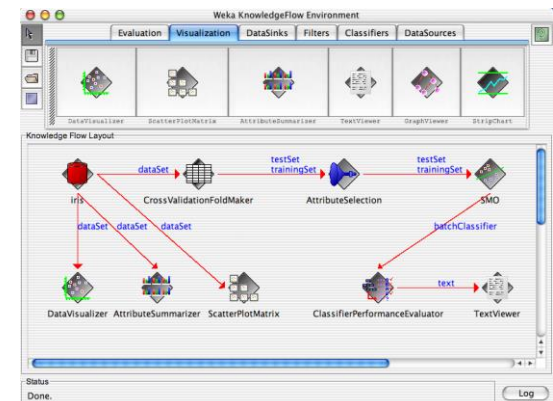 Weka KnowledgeFlow Environment
Evaluation Visualization DataSinks Filters Classifiers DataSources
DataVisualizer ScatterPlotMatrix AttributeSummarizer TextViewer GraphViewer StripChart
Knowledge Flow Layout
testSet testSet
dataSet trainingSet trainingSet
iris CrossValidationFoldMaker AttributeSelection SMO
dataSet dataSet dataSet batchClassifier
text
DataVisualizer AttributeSummarizer ScatterPlotMatrix ClassifierPerformanceEvaluator TextViewer
Status
Done. Log